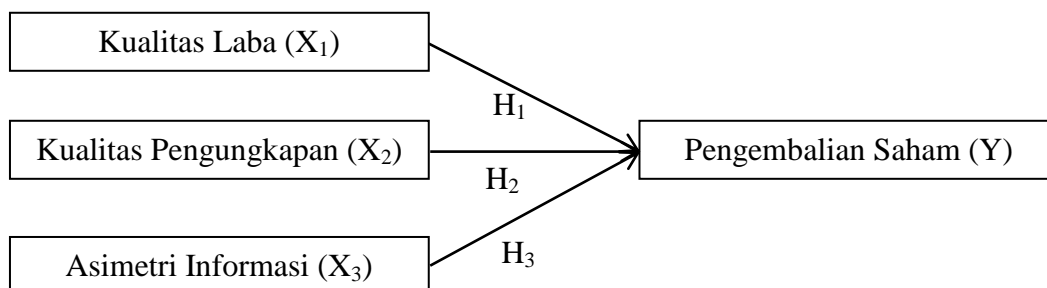 Kualitas Laba (X₁)
H₁
Kualitas Pengungkapan (X₂)
Pengembalian Saham (Y)
H₂
Asimetri Informasi (X₃)
H₃